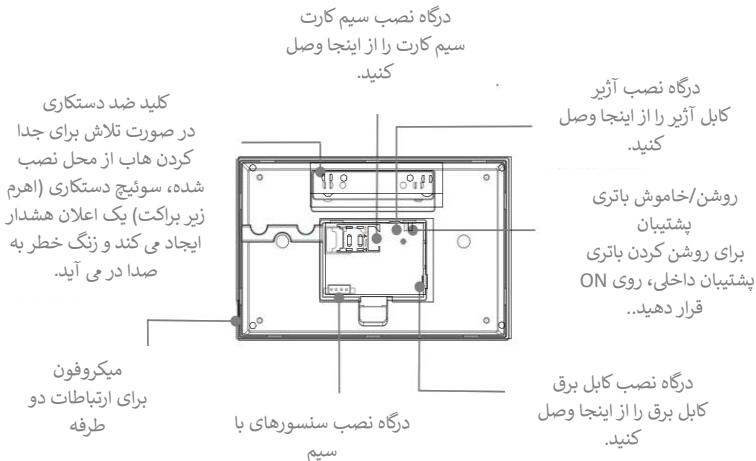 درگاه نصب سیم کارت
سیم کارت را از اینجا وصل
کنید.
درگاه نصب آژیر
کابل آژیر را از اینجا وصل
کنید.
روشن/خاموش باتری
پشتیبان
برای روشن کردن باتری
پشتیبان داخلی، روی ON
قرار دهید..
درگاه نصب کابل برق
کابل برق را از اینجا وصل
کنید.
درگاه نصب سنسورهای با
سیم
کلید ضد دستکاری
در صورت تلاش برای جدا
کردن هاب از محل نصب
شده، سوئیچ دستکاری (اهرم
زیر براکت) یک اعلان هشدار
ایجاد می کند و زنگ خطر به
صدا در می آید.
میکروفون
برای ارتباطات دو
طرفه